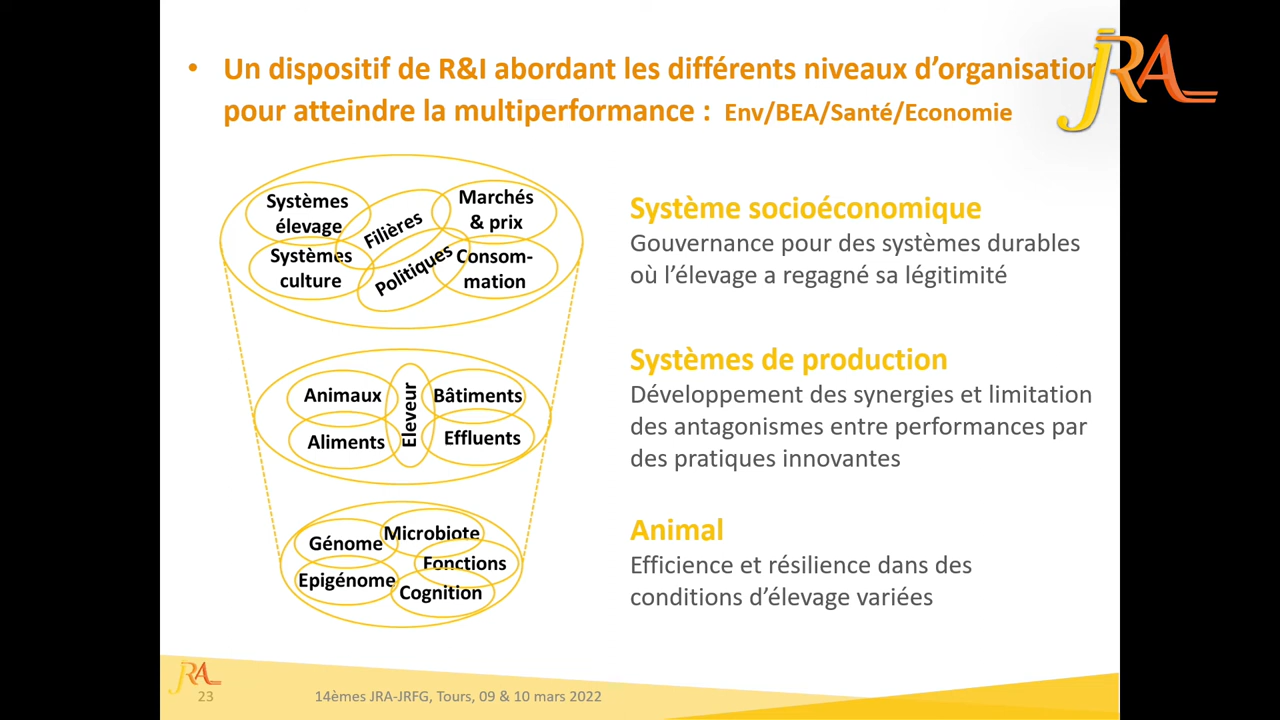 • Un dispositif de R&I abordant les différents niveaux d'organisation
pour atteindre la multiperformance : Env/BEA/Santé/Economie
JRA
Systèmes
élevage
Filières
Marchés
& prix
Systèmes
culture
Politiques
Consom-
mation
Système socioéconomique
Gouvernance pour des systèmes durables
où l'élevage a regagné sa légitimité
Animaux
Eleveur
Bâtiments
Aliments
Effluents
Systèmes de production
Développement des synergies et limitation
des antagonismes entre performances par
des pratiques innovantes
Génome
Microbiote
Fonctions
Epigénome
Cognition
Animal
Efficience et résilience dans des
conditions d'élevage variées
JRA
23
14èmes JRA-JRFG, Tours, 09 & 10 mars 2022